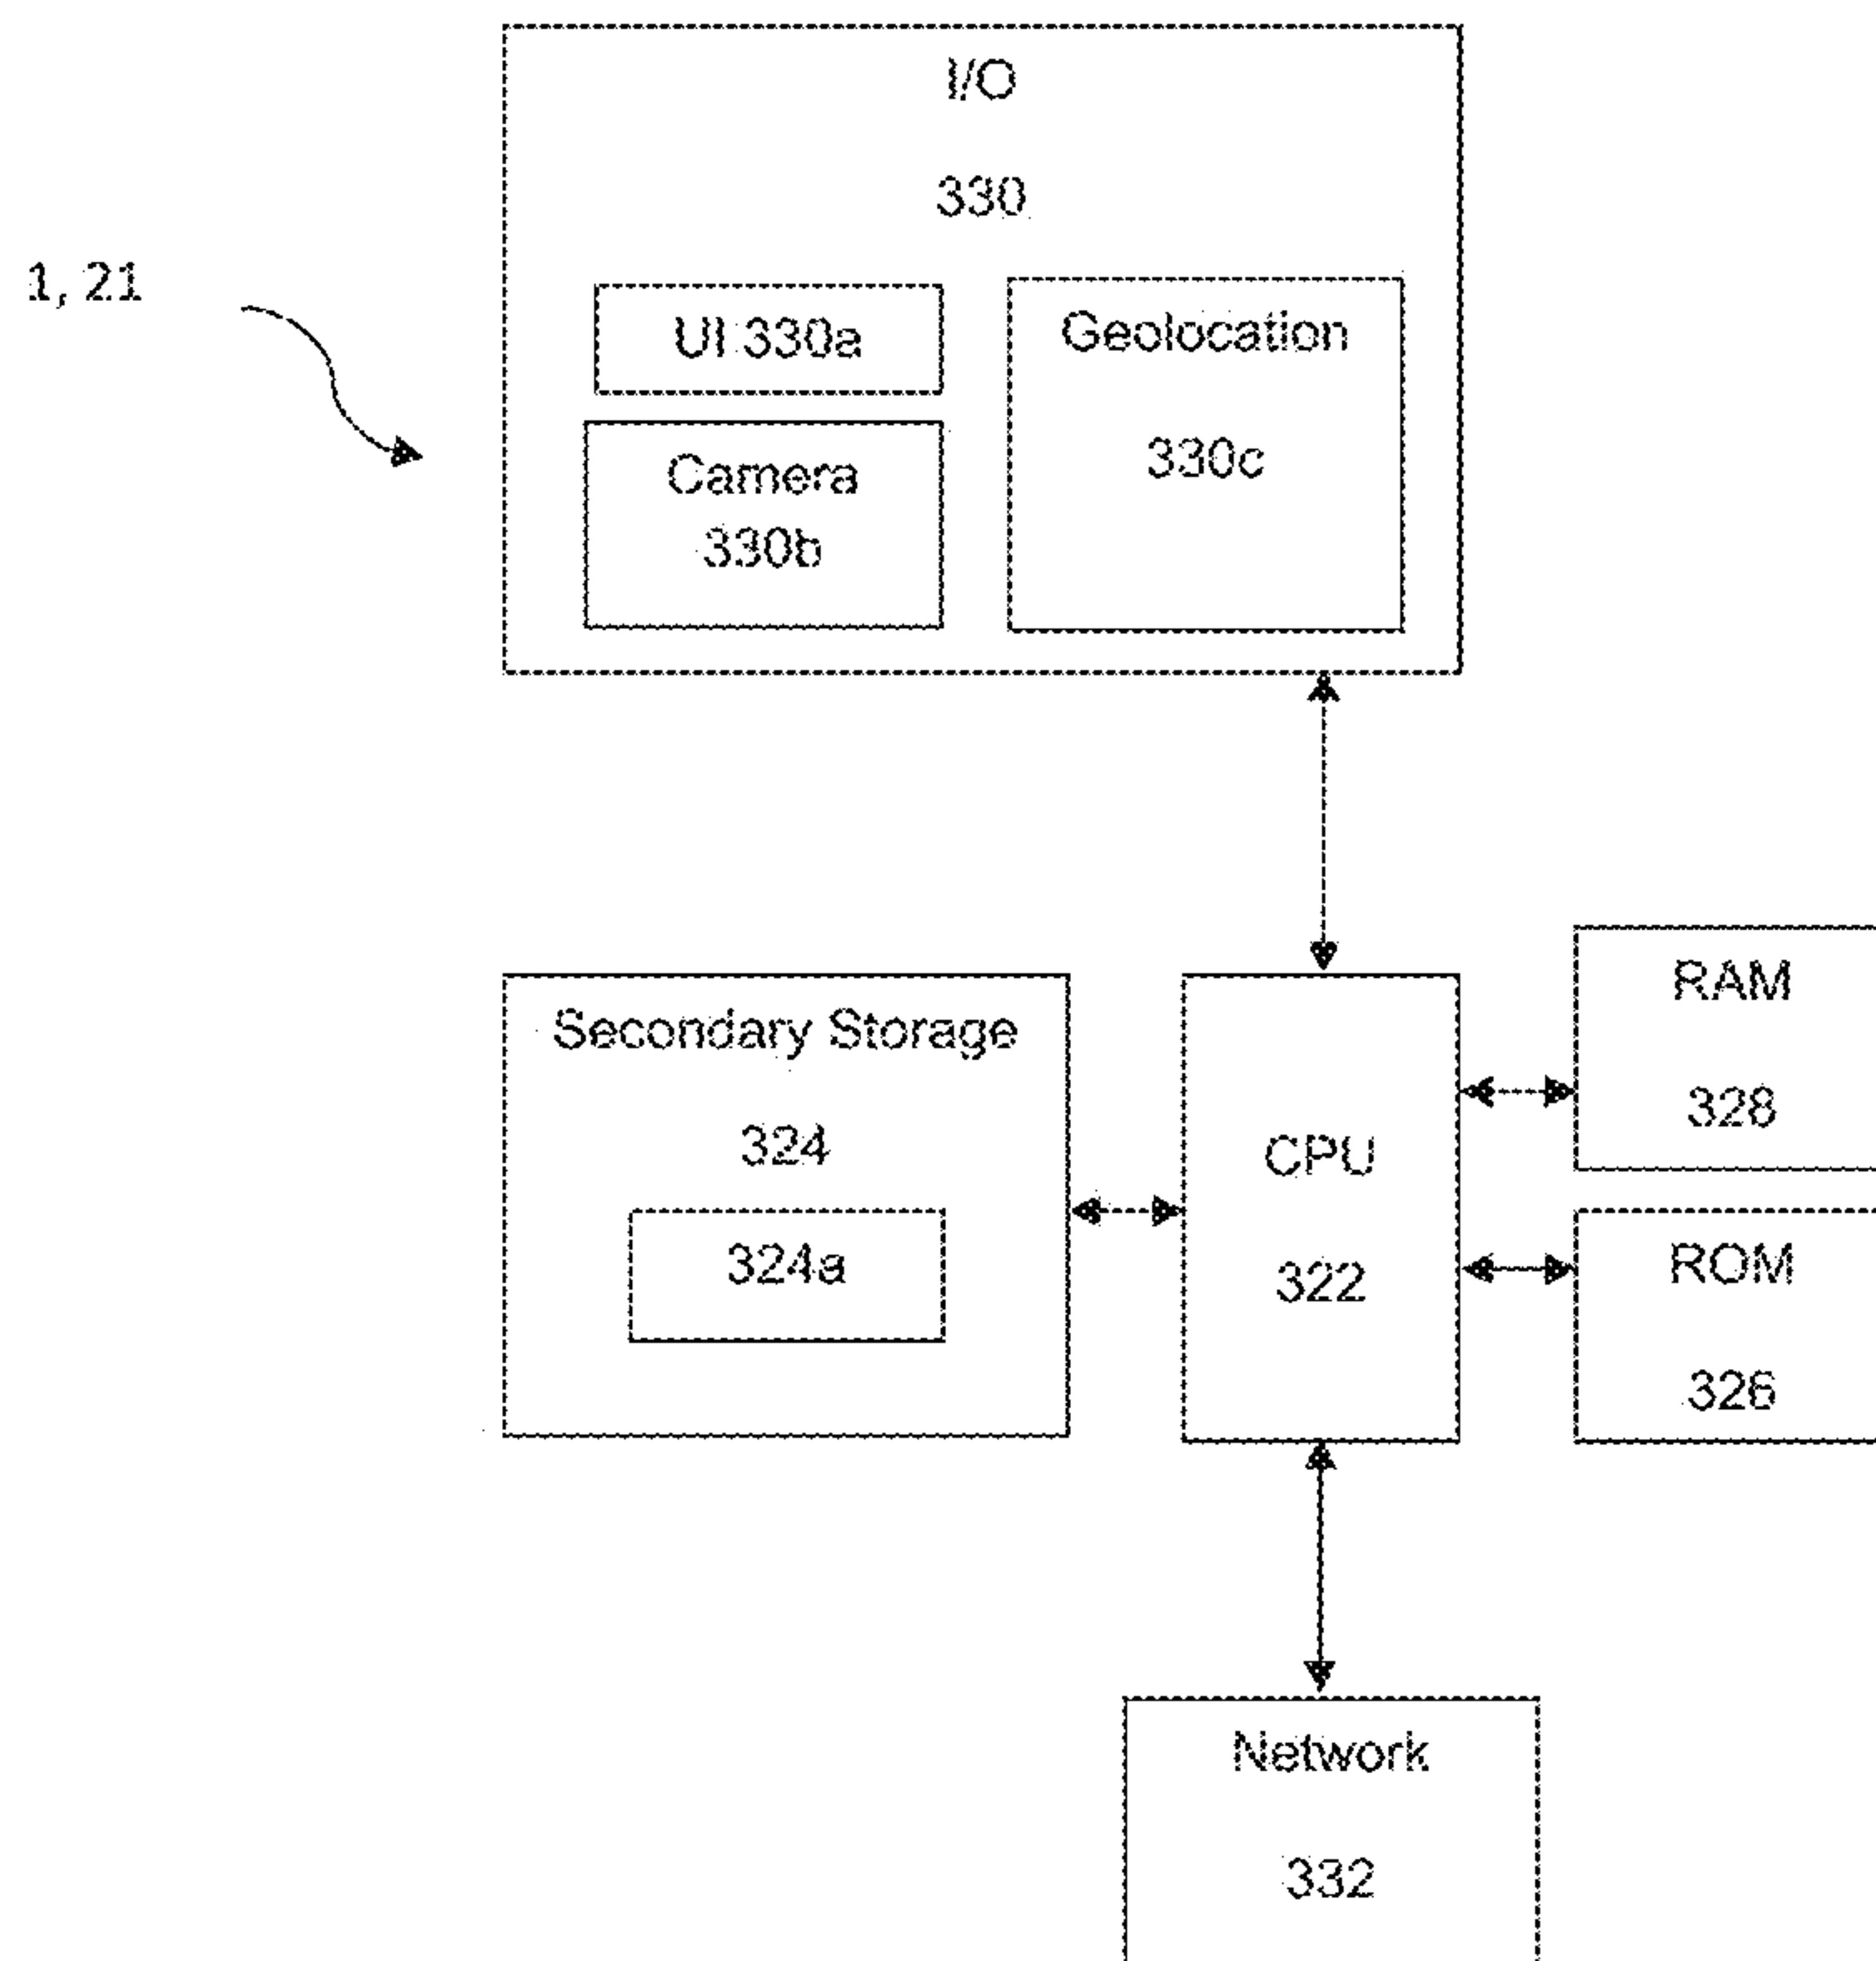 I/O
330
1, 21
UI 330a
Camera
330b
Geolocation
330c
Secondary Storage
324
324a
CPU
322
RAM
328
ROM
326
Network
332